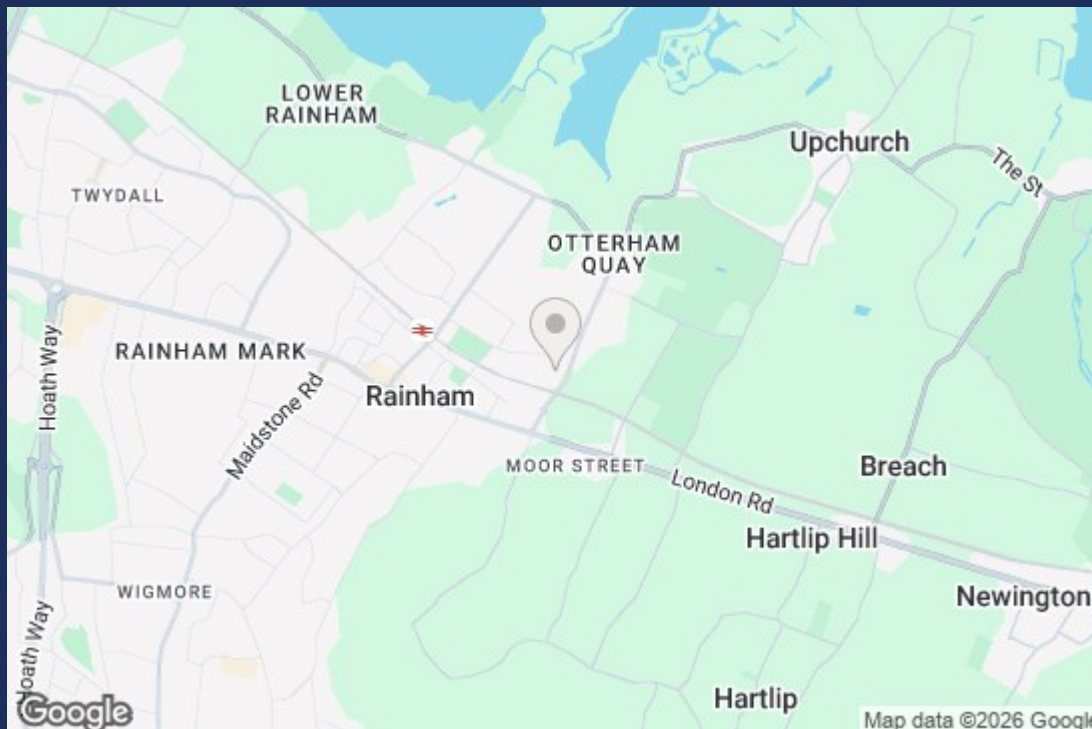 LOWER
RAINHAM
Upchurch
The St
TWYDALL
OTTERHAM
QUAY
Hoath Way
RAINHAM MARK
Maidstone Rd
Rainham
MOOR STREET
London Rd
Breach
Hartlip Hill
WIGMORE
Newington
Hoath Way
Hartlip
Google
Map data ©2026 Google